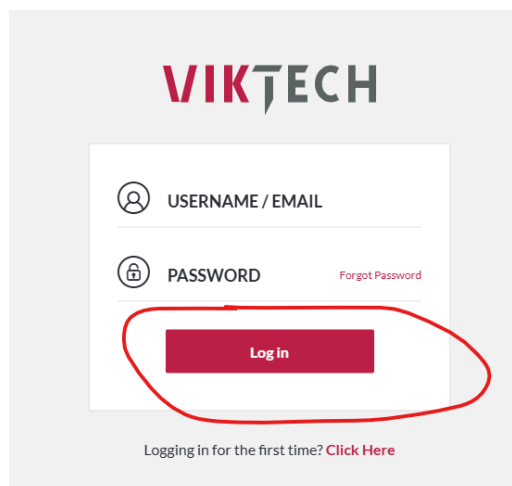 VIKTECH
USERNAME / EMAIL
PASSWORD Forgot Password
Log in
Logging in for the first time? Click Here